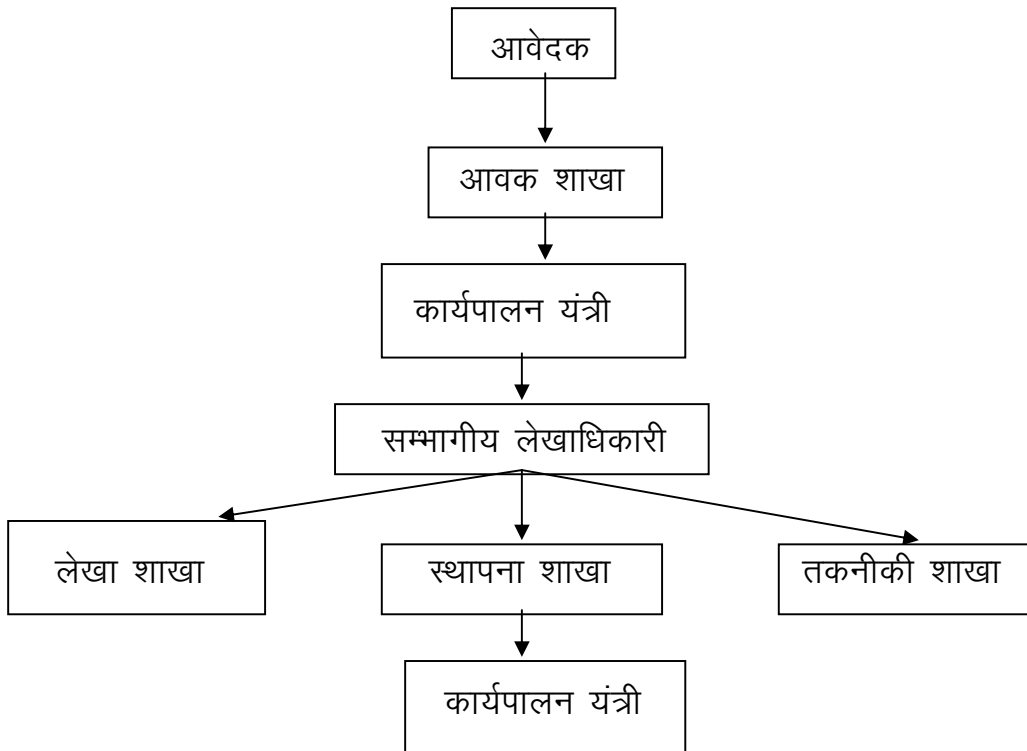 आवेदक
आवक शाखा
कार्यपालन यंत्री
सम्भागीय लेखाधिकारी
लेखा शाखा
स्थापना शाखा
तकनीकी शाखा
कार्यपालन यंत्री